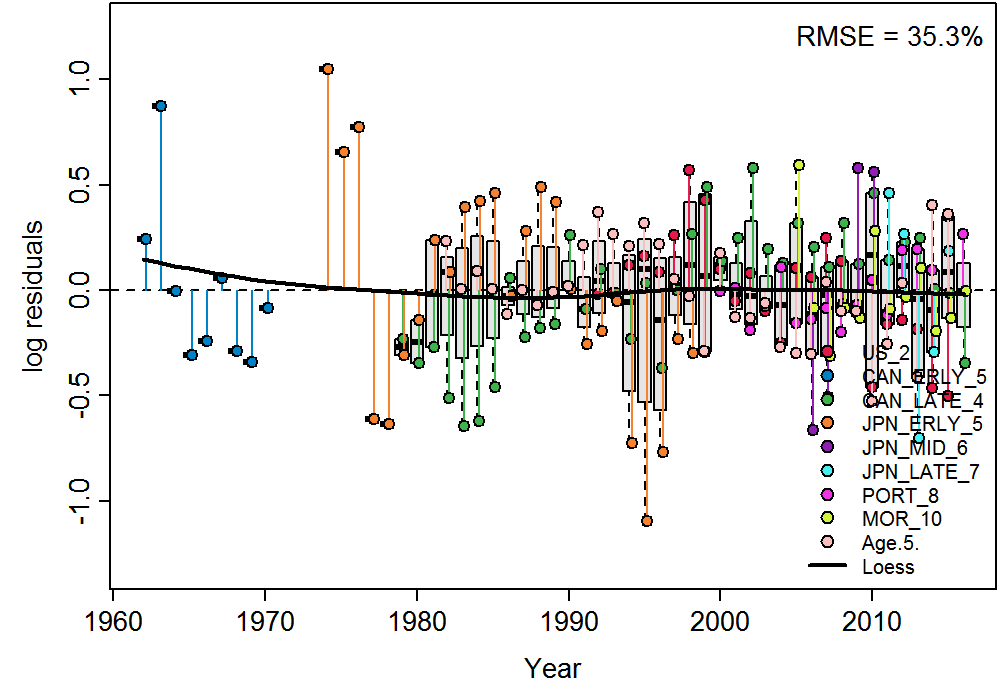 RMSE = 35.3%
log residuals
1.0
0.5
0.0
-0.5
-1.0
US_2
CAN_ERLY_5
CAN_LATE_4
JPN_ERLY_5
JPN_MID_6
JPN_LATE_7
PORT_8
MOR_10
Age.5.
Loess
1960 1970 1980 1990 2000 2010
Year